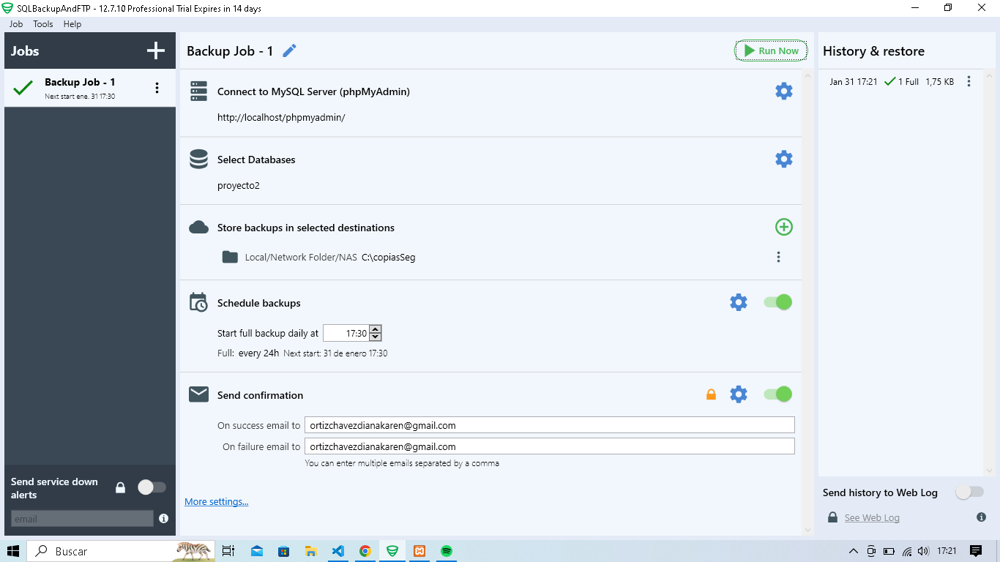 SQLBackupAndFTP - 12.7.10 Professional Trial Expires in 14 days
Job Tools Help
Jobs
Backup Job - 1
Next start ene. 31 17:30
Send service down
alerts
email
Backup Job - 1
Run Now
Connect to MySQL Server (phpMyAdmin)
http://localhost/phpmyadmin/
Select Databases
proyecto2
Store backups in selected destinations
Local/Network Folder/NAS C:\copiasSeg
Schedule backups
Start full backup daily at 17:30
Full: every 24h Next start: 31 de enero 17:30
Send confirmation
On success email to ortizchavezdianakaren@gmail.com
On failure email to ortizchavezdianakaren@gmail.com
You can enter multiple emails separated by a comma
More settings...
History & restore
Jan 31 17:21 1 Full 1,75 KB
Send history to Web Log
See Web Log
Buscar
17:21